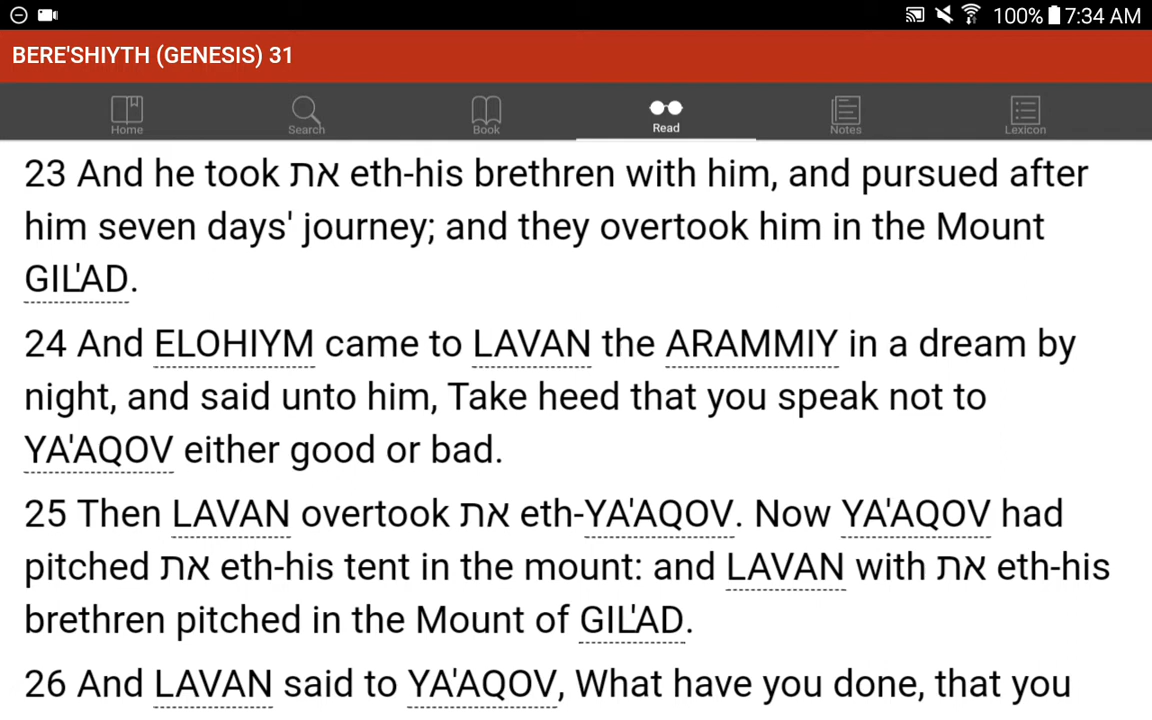 100% 7:34 AM
BERE'SHIYTH (GENESIS) 31
Home Search Book Read Notes Lexicon
23 And he took את eth-his brethren with him, and pursued after
him seven days' journey; and they overtook him in the Mount
GIL'AD.
24 And ELOHIYM came to LAVAN the ARAMMIY in a dream by
night, and said unto him, Take heed that you speak not to
YA'AQOV either good or bad.
25 Then LAVAN overtook את eth-YA'AQOV. Now YA'AQOV had
pitched את eth-his tent in the mount: and LAVAN with את eth-his
brethren pitched in the Mount of GIL'AD.
26 And LAVAN said to YA'AQOV, What have you done, that you